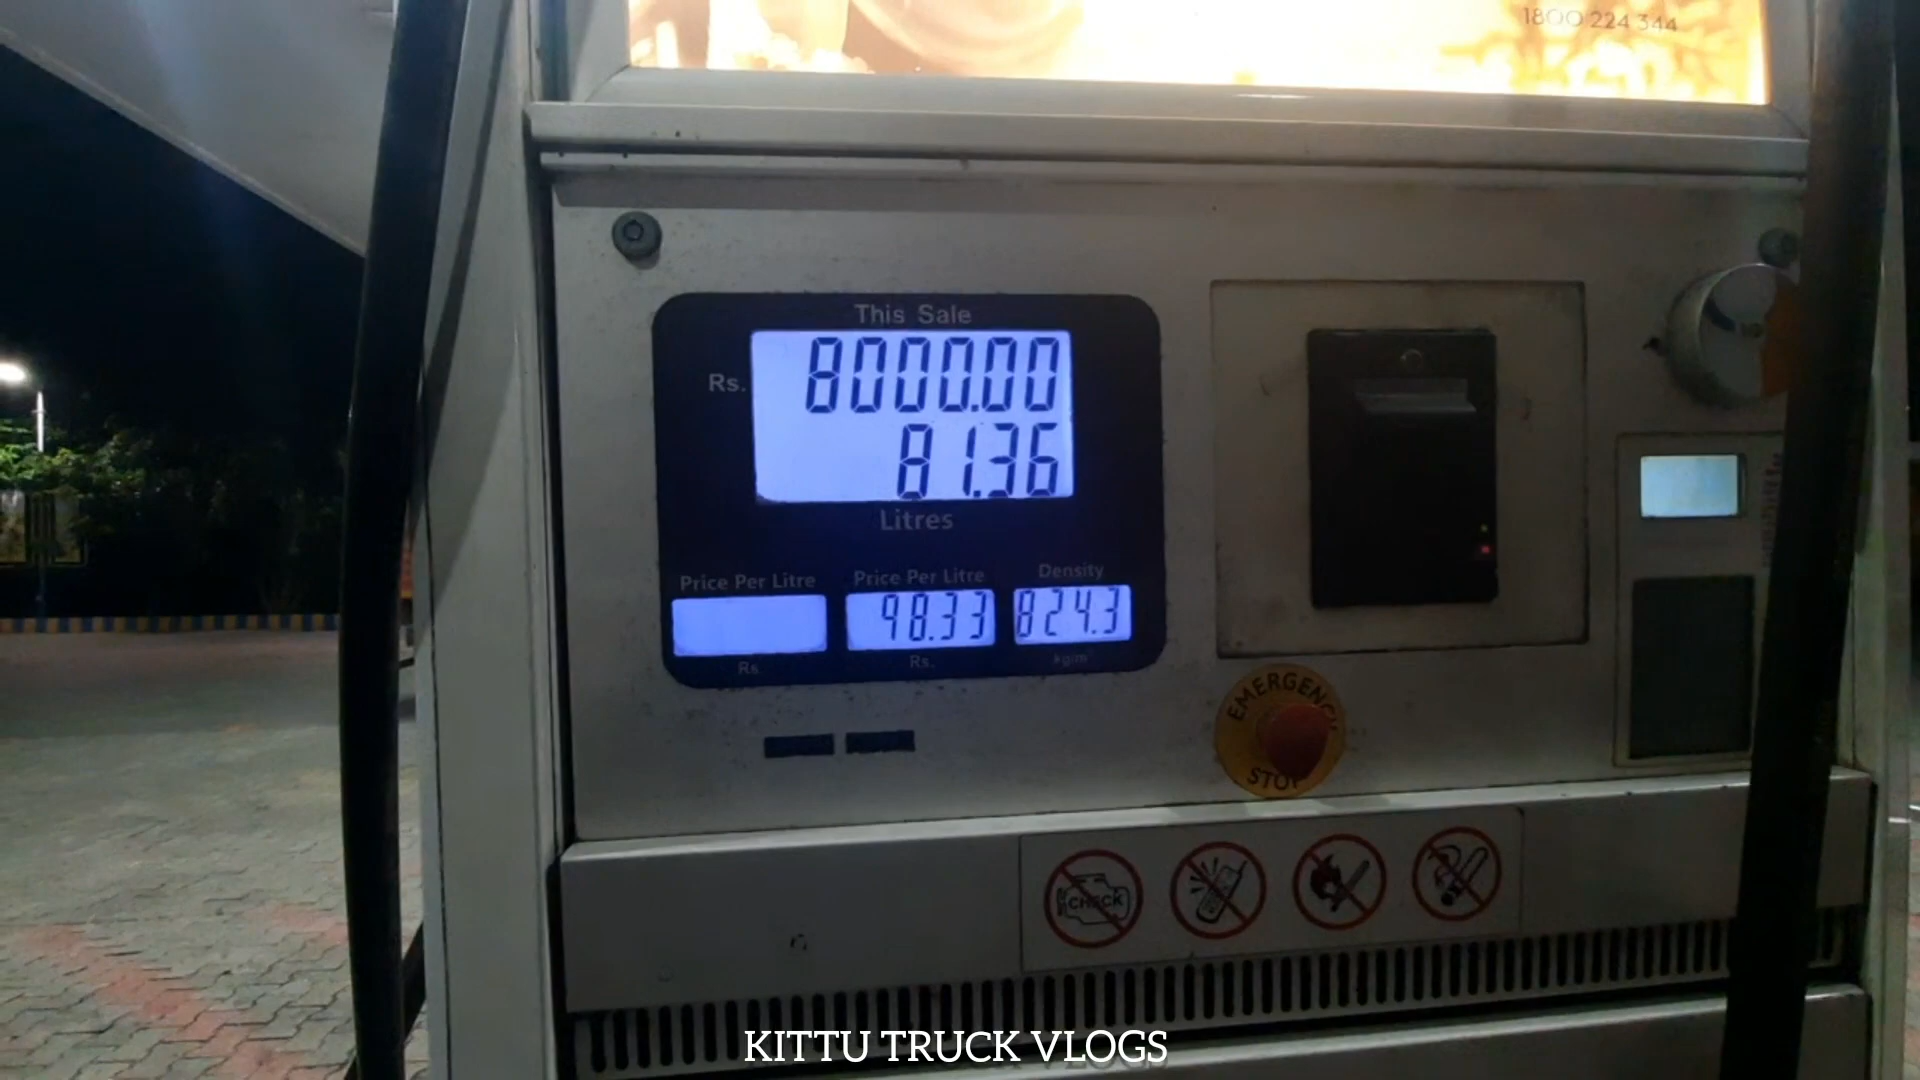 1800 224 344
This Sale
Rs. 8000.00
81.36
Litres
Price Per Litre Price Per Litre Density
98.33 824.3
Rs Rs. kg/m³
EMERGENCY
STOP
CHECK
KITTU TRUCK VLOGS